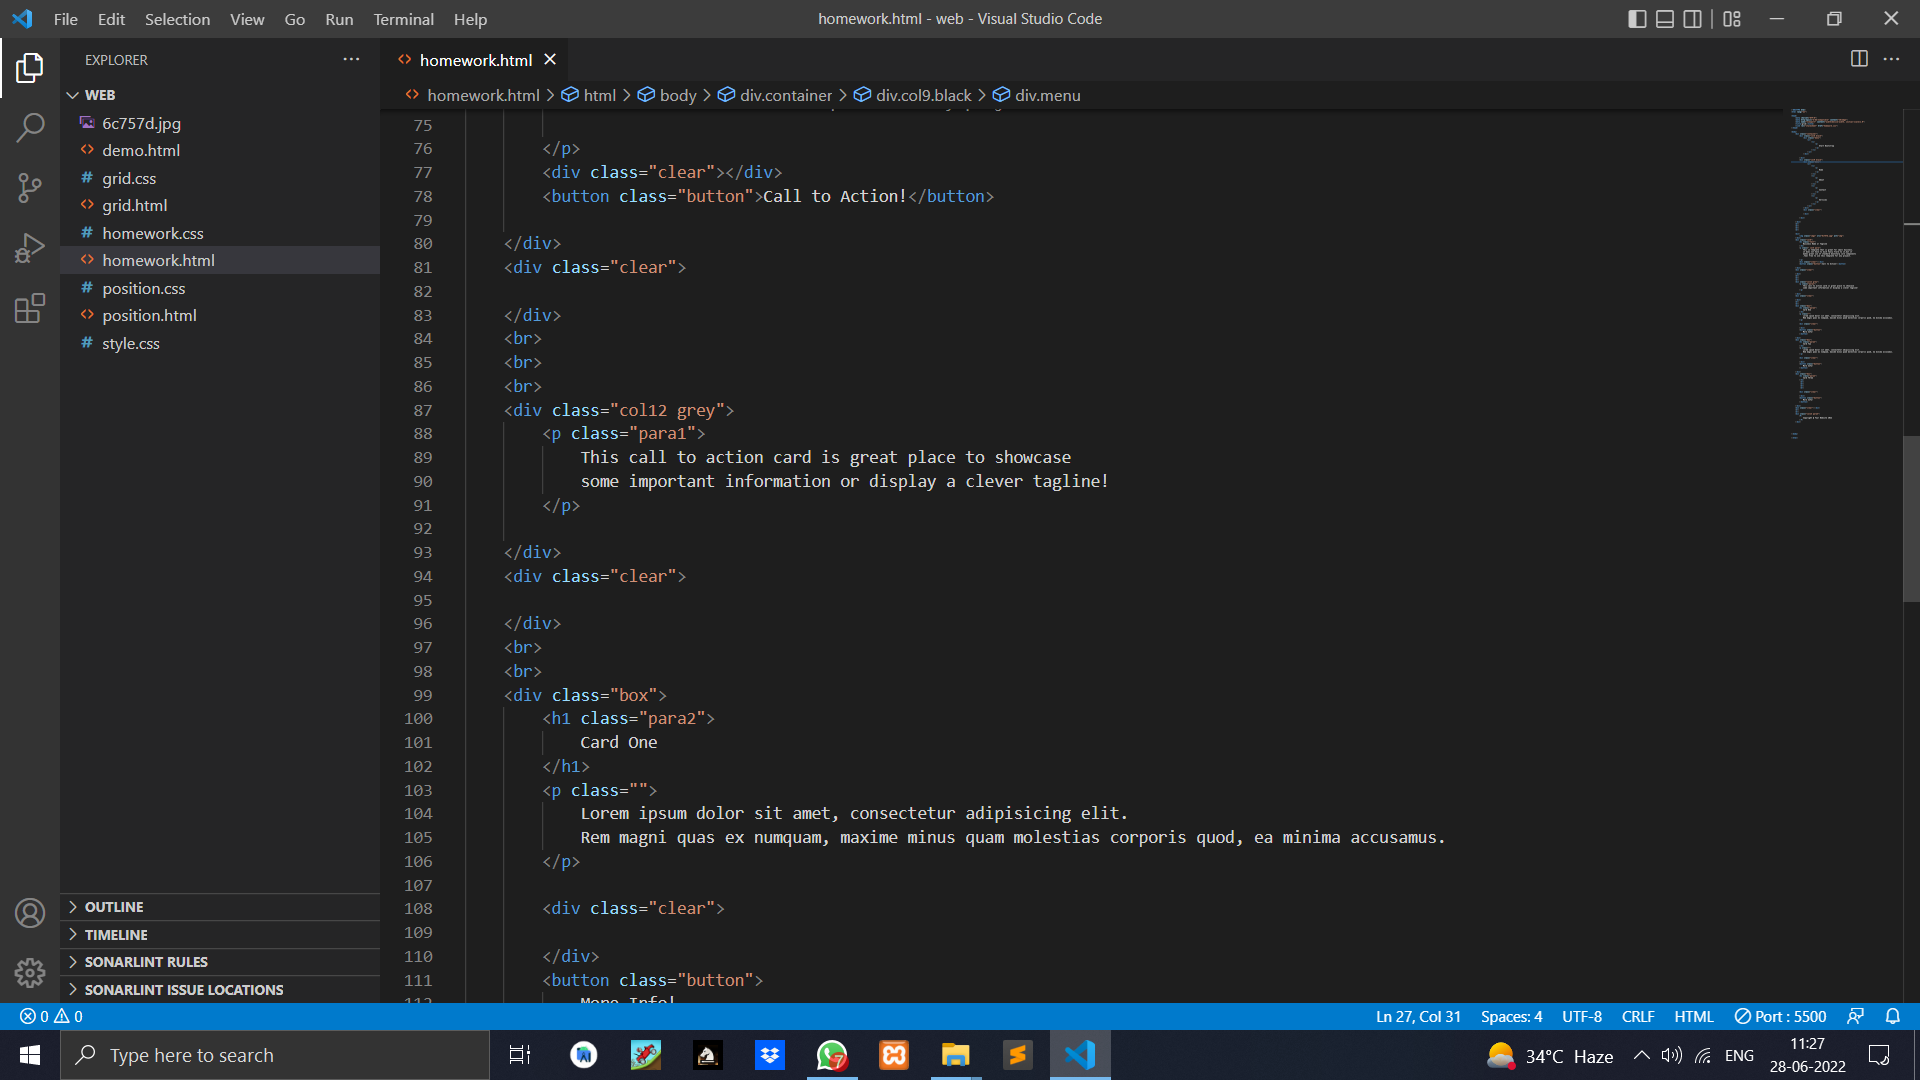 File Edit Selection View Go Run Terminal Help
homework.html - web - Visual Studio Code
EXPLORER
WEB
6c757d.jpg
demo.html
grid.css
grid.html
homework.css
homework.html
position.css
position.html
style.css
OUTLINE
TIMELINE
SONARLINT RULES
SONARLINT ISSUE LOCATIONS
homework.html
homework.html > html > body > div.container > div.col9.black > div.menu
75
76 </p>
77 <div class="clear"></div>
78 <button class="button">Call to Action!</button>
79
80 </div>
81 <div class="clear">
82
83 </div>
84 <br>
85 <br>
86 <br>
87 <div class="col12 grey">
88 <p class="para1">
89 This call to action card is great place to showcase
90 some important information or display a clever tagline!
91 </p>
92
93 </div>
94 <div class="clear">
95
96 </div>
97 <br>
98 <br>
99 <div class="box">
100 <h1 class="para2">
101 Card One
102 </h1>
103 <p class="">
104 Lorem ipsum dolor sit amet, consectetur adipisicing elit.
105 Rem magni quas ex numquam, maxime minus quam molestias corporis quod, ea minima accusamus.
106 </p>
107
108 <div class="clear">
109
110 </div>
111 <button class="button">
112 More Info!
0 0
Ln 27, Col 31 Spaces: 4 UTF-8 CRLF HTML Port : 5500
Type here to search
7
34°C Haze
ENG
11:27
28-06-2022